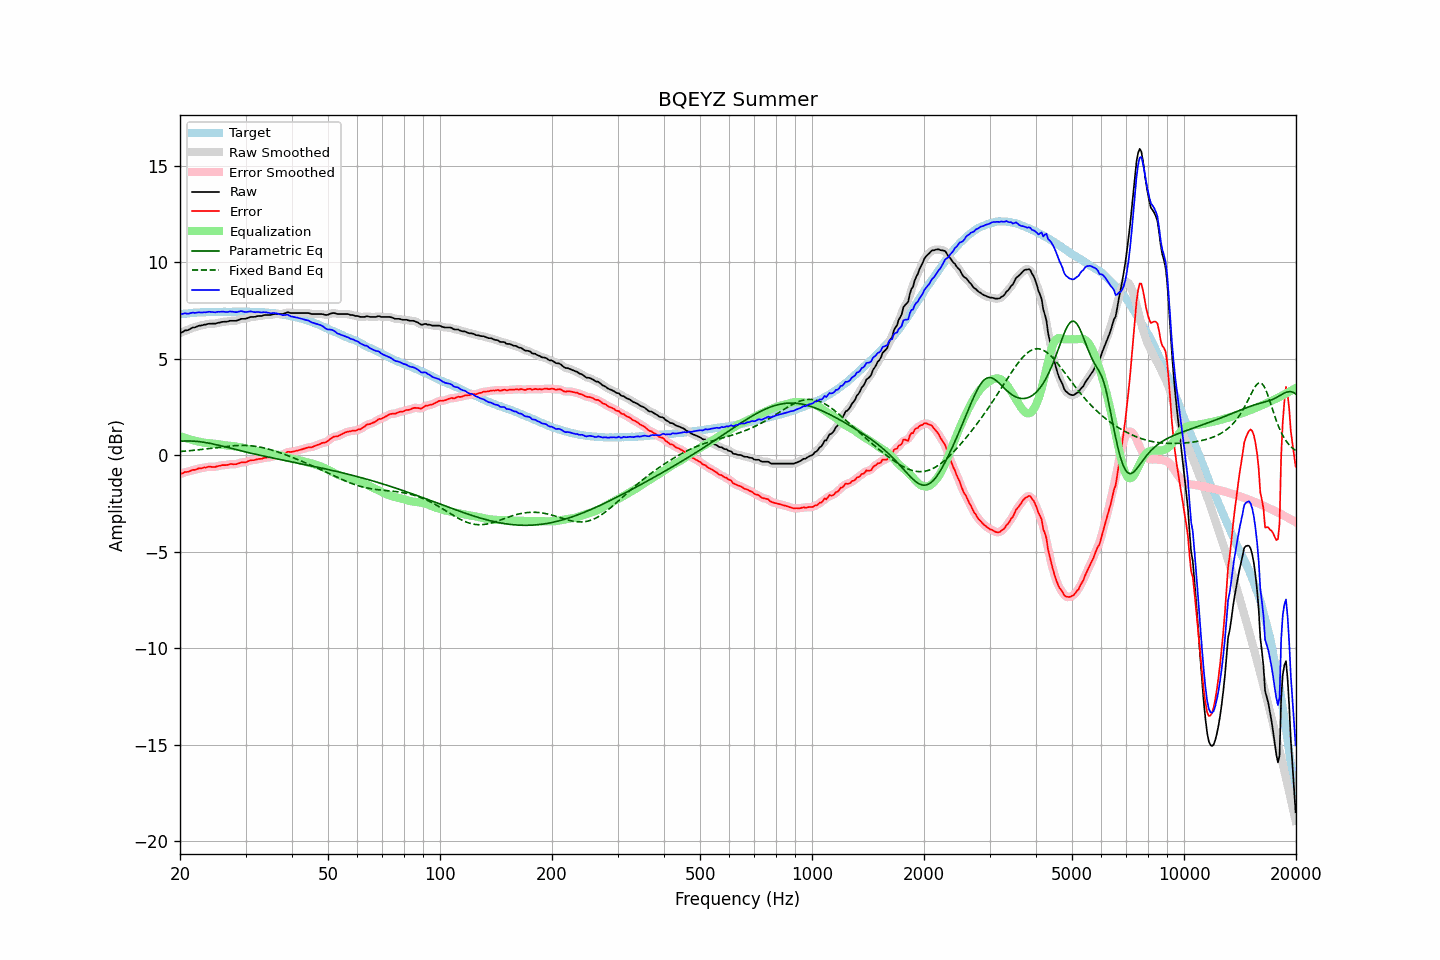 BQEYZ Summer
Target
Raw Smoothed
Error Smoothed
Raw
Error
Equalization
Parametric Eq
Fixed Band Eq
Equalized
15
10
5
0
−5
−10
−15
−20
Amplitude (dBr)
20 50 100 200 500 1000 2000 5000 10000 20000
Frequency (Hz)